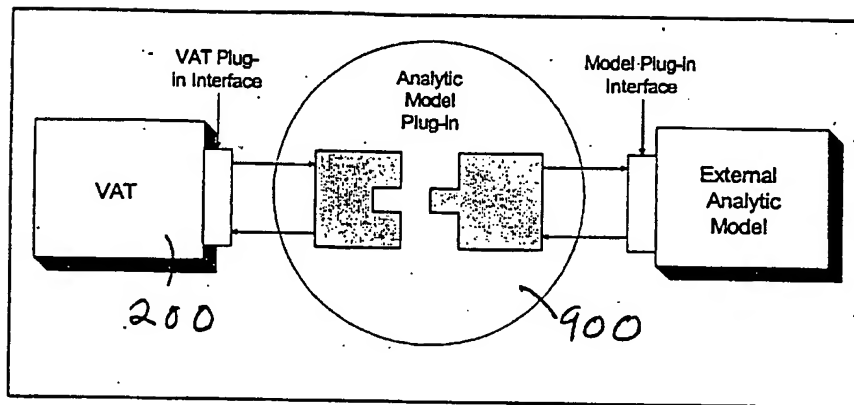 VAT Plug-
in Interface
Analytic
Model
Plug-in
Model Plug-in
Interface
VAT
External
Analytic
Model
200
900